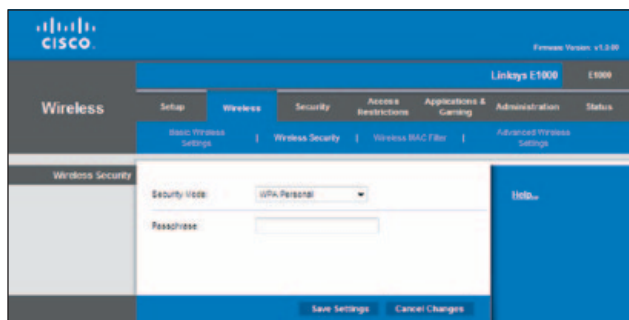 CISCO
Firmware Version: v1.0.00
Linksys E1000 E1000
Wireless
Setup Wireless Security Access Restrictions Applications & Gaming Administration Status
Basic Wireless Settings | Wireless Security | Wireless MAC Filter | Advanced Wireless Settings
Wireless Security
Security Mode: WPA Personal
Help...
Passphrase:
Save Settings Cancel Changes